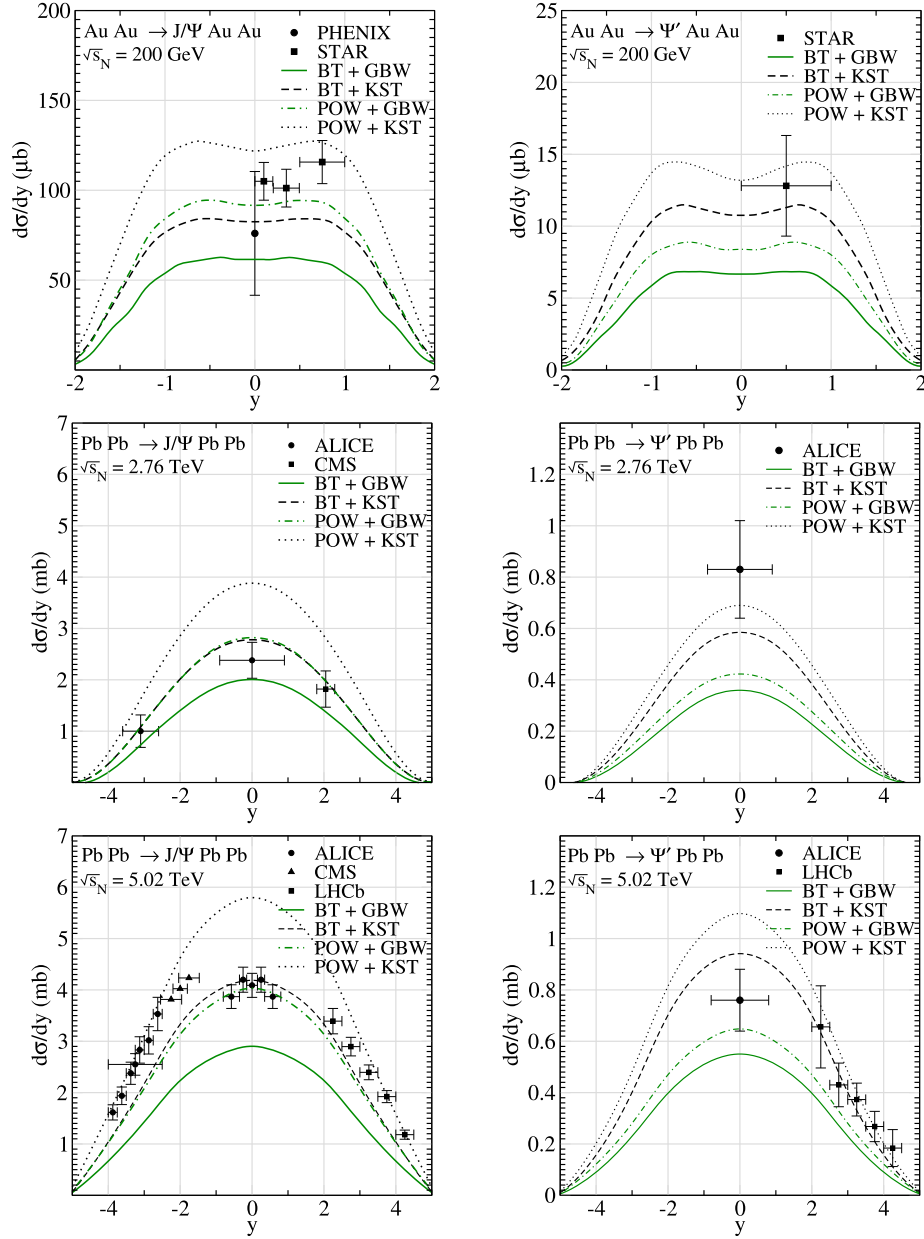 Au Au → J/Ψ Au Au
√s_N = 200 GeV
PHENIX
STAR
BT + GBW
BT + KST
POW + GBW
POW + KST
dσ/dy (μb)
200
150
100
50
-2 -1 0 1 2
y
Au Au → Ψ′ Au Au
√s_N = 200 GeV
STAR
BT + GBW
BT + KST
POW + GBW
POW + KST
dσ/dy (μb)
25
20
15
10
5
0
-2 -1 0 1 2
y
Pb Pb → J/Ψ Pb Pb
√s_N = 2.76 TeV
ALICE
CMS
BT + GBW
BT + KST
POW + GBW
POW + KST
dσ/dy (mb)
7
6
5
4
3
2
1
-4 -2 0 2 4
y
Pb Pb → Ψ′ Pb Pb
√s_N = 2.76 TeV
ALICE
BT + GBW
BT + KST
POW + GBW
POW + KST
dσ/dy (mb)
1.2
1
0.8
0.6
0.4
0.2
0
-4 -2 0 2 4
y
Pb Pb → J/Ψ Pb Pb
√s_N = 5.02 TeV
ALICE
CMS
LHCb
BT + GBW
BT + KST
POW + GBW
POW + KST
dσ/dy (mb)
7
6
5
4
3
2
1
-4 -2 0 2 4
y
Pb Pb → Ψ′ Pb Pb
√s_N = 5.02 TeV
ALICE
LHCb
BT + GBW
BT + KST
POW + GBW
POW + KST
dσ/dy (mb)
1.2
1
0.8
0.6
0.4
0.2
0
-4 -2 0 2 4
y